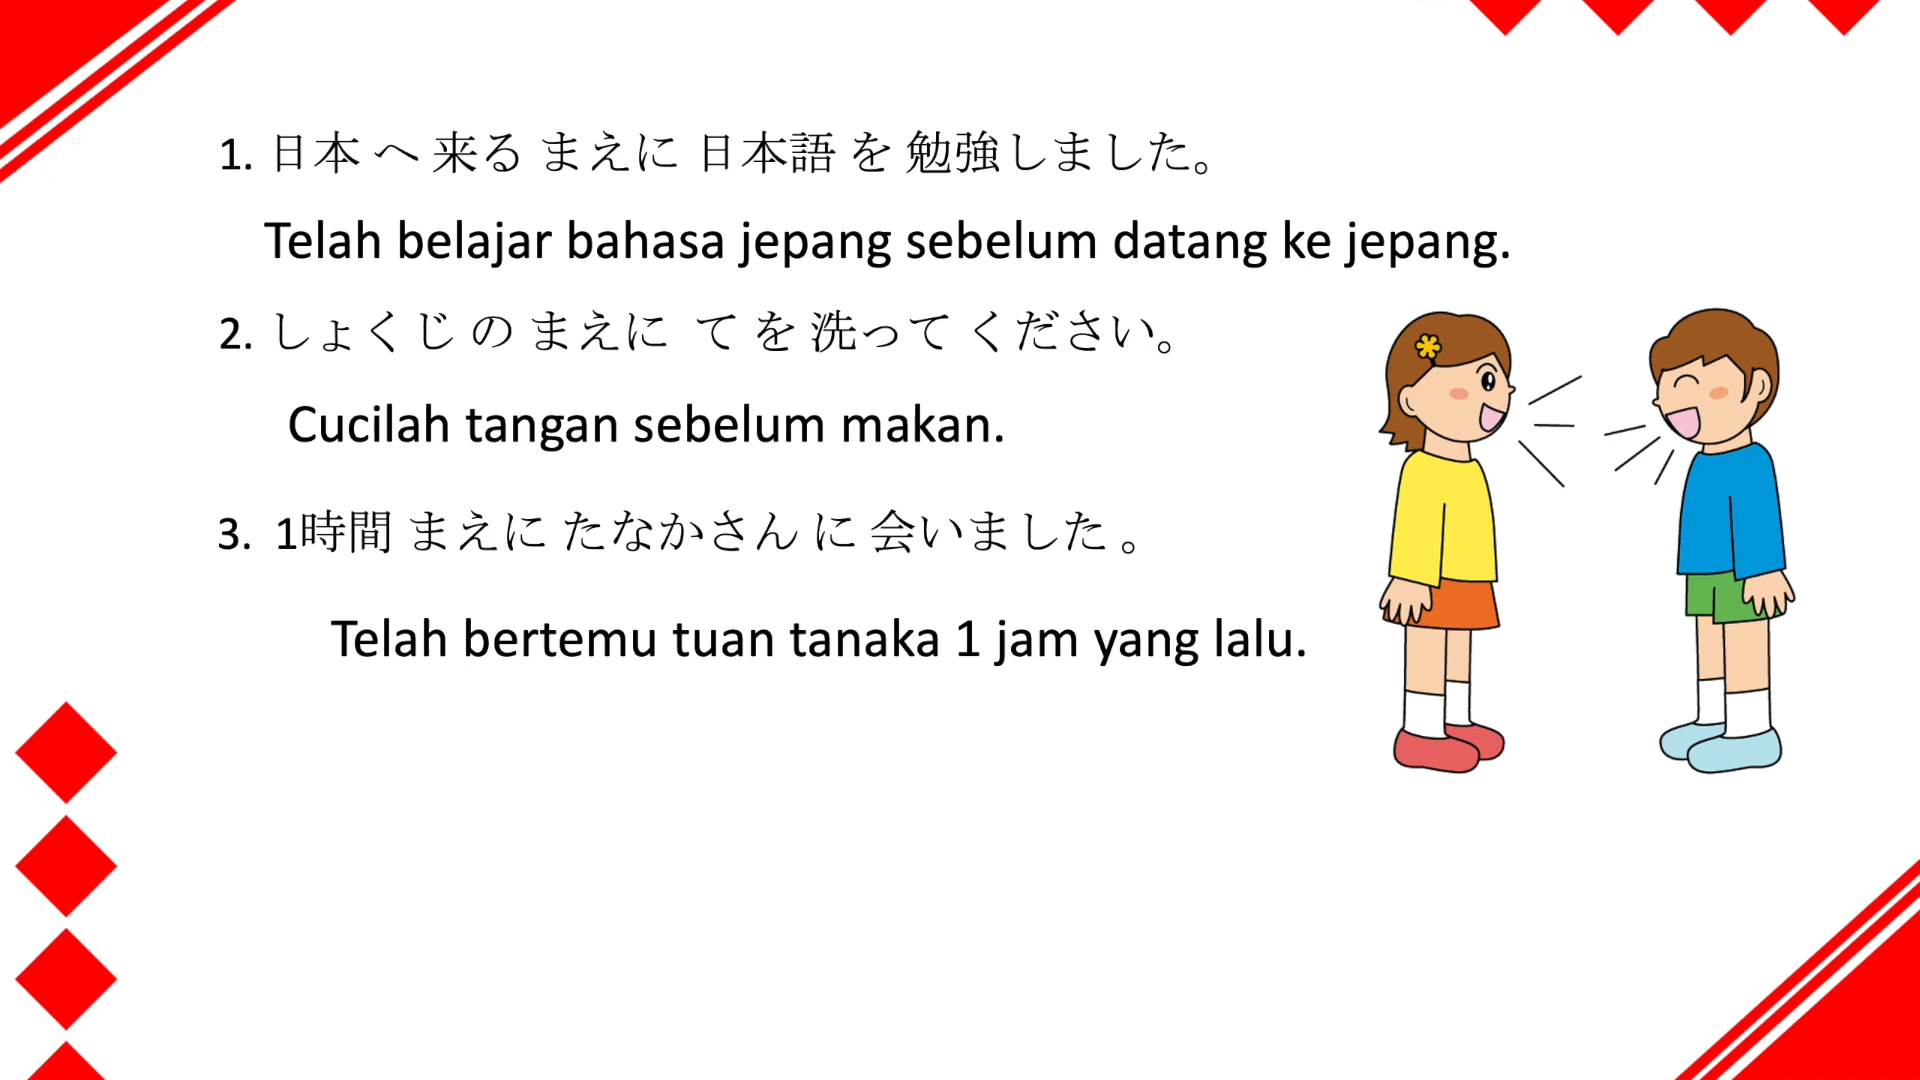 1. 日本 へ 来る まえに 日本語 を 勉強しました。
Telah belajar bahasa jepang sebelum datang ke jepang.
2. しょくじ の まえに て を 洗って ください。
Cucilah tangan sebelum makan.
3. 1時間 まえに たなかさん に 会いました 。
Telah bertemu tuan tanaka 1 jam yang lalu.